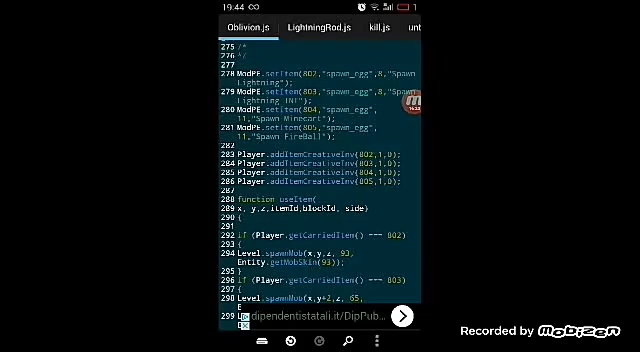 19:44
1
Oblivion.js LightningRod.js kill.js unt
275 /*
276 */
277
278 ModPE.setItem(802,"spawn_egg",8,"Spawn
Lightning");
279 ModPE.setItem(803,"spawn_egg",8,"Spawn
Lightning TNT");
280 ModPE.setItem(804,"spawn_egg",
11,"Spawn Minecart");
281 ModPE.setItem(805,"spawn_egg",
11,"Spawn FireBall");
282
283 Player.addItemCreativeInv(802,1,0);
284 Player.addItemCreativeInv(803,1,0);
285 Player.addItemCreativeInv(804,1,0);
286 Player.addItemCreativeInv(805,1,0);
287
288 function useItem(
289 x, y,z,itemId,blockId, side)
290 {
291
292 if (Player.getCarriedItem() === 802)
293 {
294 Level.spawnMob(x,y,z, 93,
Entity.getMobSkin(93));
295 }
296 if (Player.getCarriedItem() === 803)
297 {
298 Level.spawnMob(x,y+2,z, 65,
E
299 L
dipendentistatali.it/DipPub...
Recorded by Mobizen